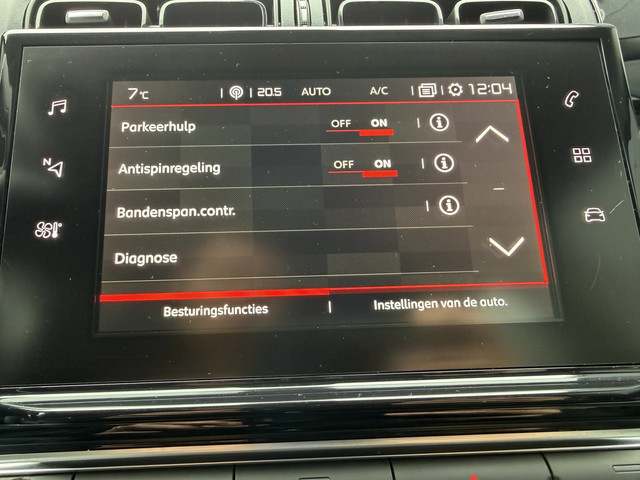 7 °C 20.5 AUTO A/C 12:04
Parkeerhulp OFF ON
Antispinregeling OFF ON
Bandenspan.contr.
Diagnose
Besturingsfuncties Instellingen van de auto.
N